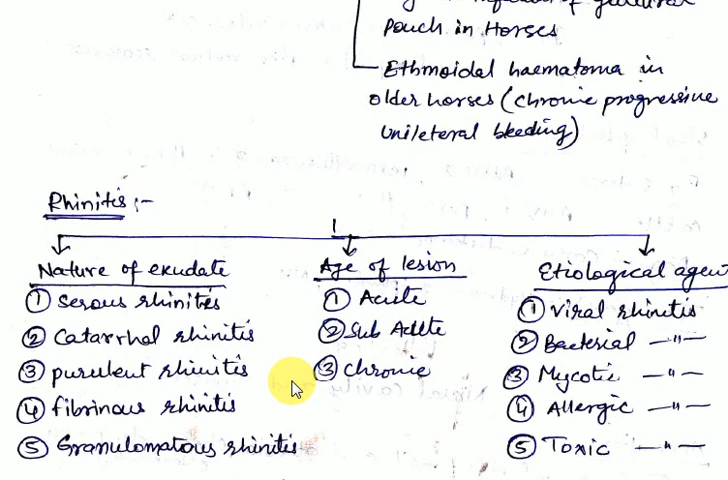 Pouch in Horses
Ethmoidal haematoma in
older horses (chronic progressive
unileteral bleeding)
Rhinitis :-
Nature of exudate
① Serous rhinites
② Catarrhal rhinitis
③ purulent rhinitis
④ fibrinous rhinitis
⑤ Granulomatous rhinitis
Age of lesion
① Acute
② Sub Acute
③ chronic
Etiological agent
① Viral rhinitis
② Bacterial —"—
③ Mycotic —"—
④ Allergic —"—
⑤ Toxic —"—